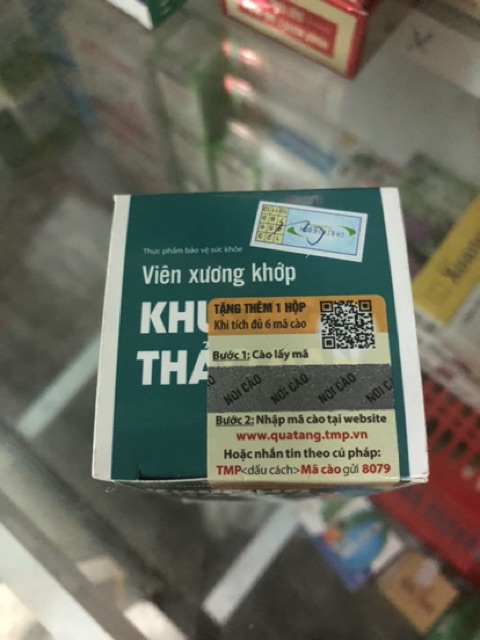 Thực phẩm bảo vệ sức khỏe
Viên xương khớp
KHU
THẢ
TẶNG THÊM 1 HỘP
Khi tích đủ 6 mã cào
Bước 1: Cào lấy mã
NƠI CÀO NƠI CÀO NƠI CÀO
Bước 2: Nhập mã cào tại website
www.quatang.tmp.vn
Hoặc nhắn tin theo cú pháp:
TMP<dấu cách>Mã cào gửi 8079